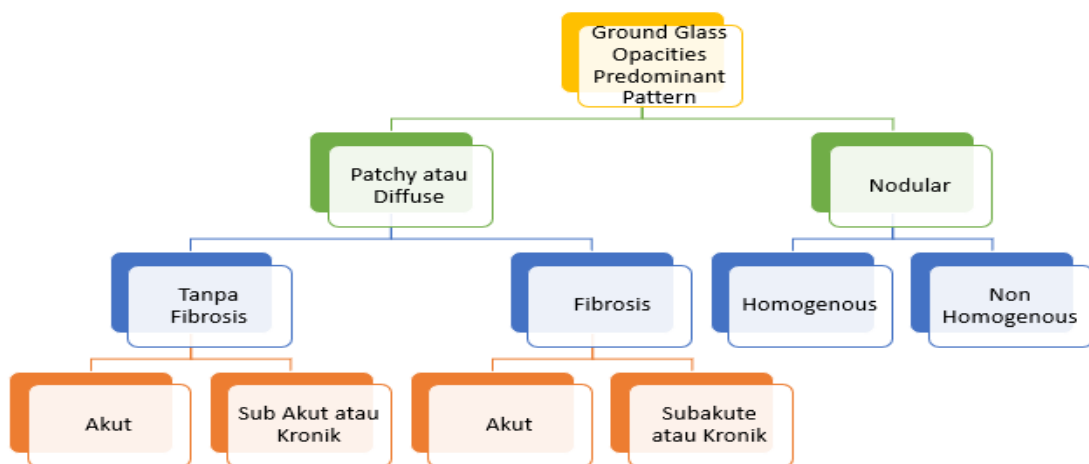 Ground Glass
Opacities
Predominant
Pattern
Patchy atau
Diffuse
Nodular
Tanpa
Fibrosis
Fibrosis
Homogenous
Non
Homogenous
Akut
Sub Akut atau
Kronik
Akut
Subakute
atau Kronik